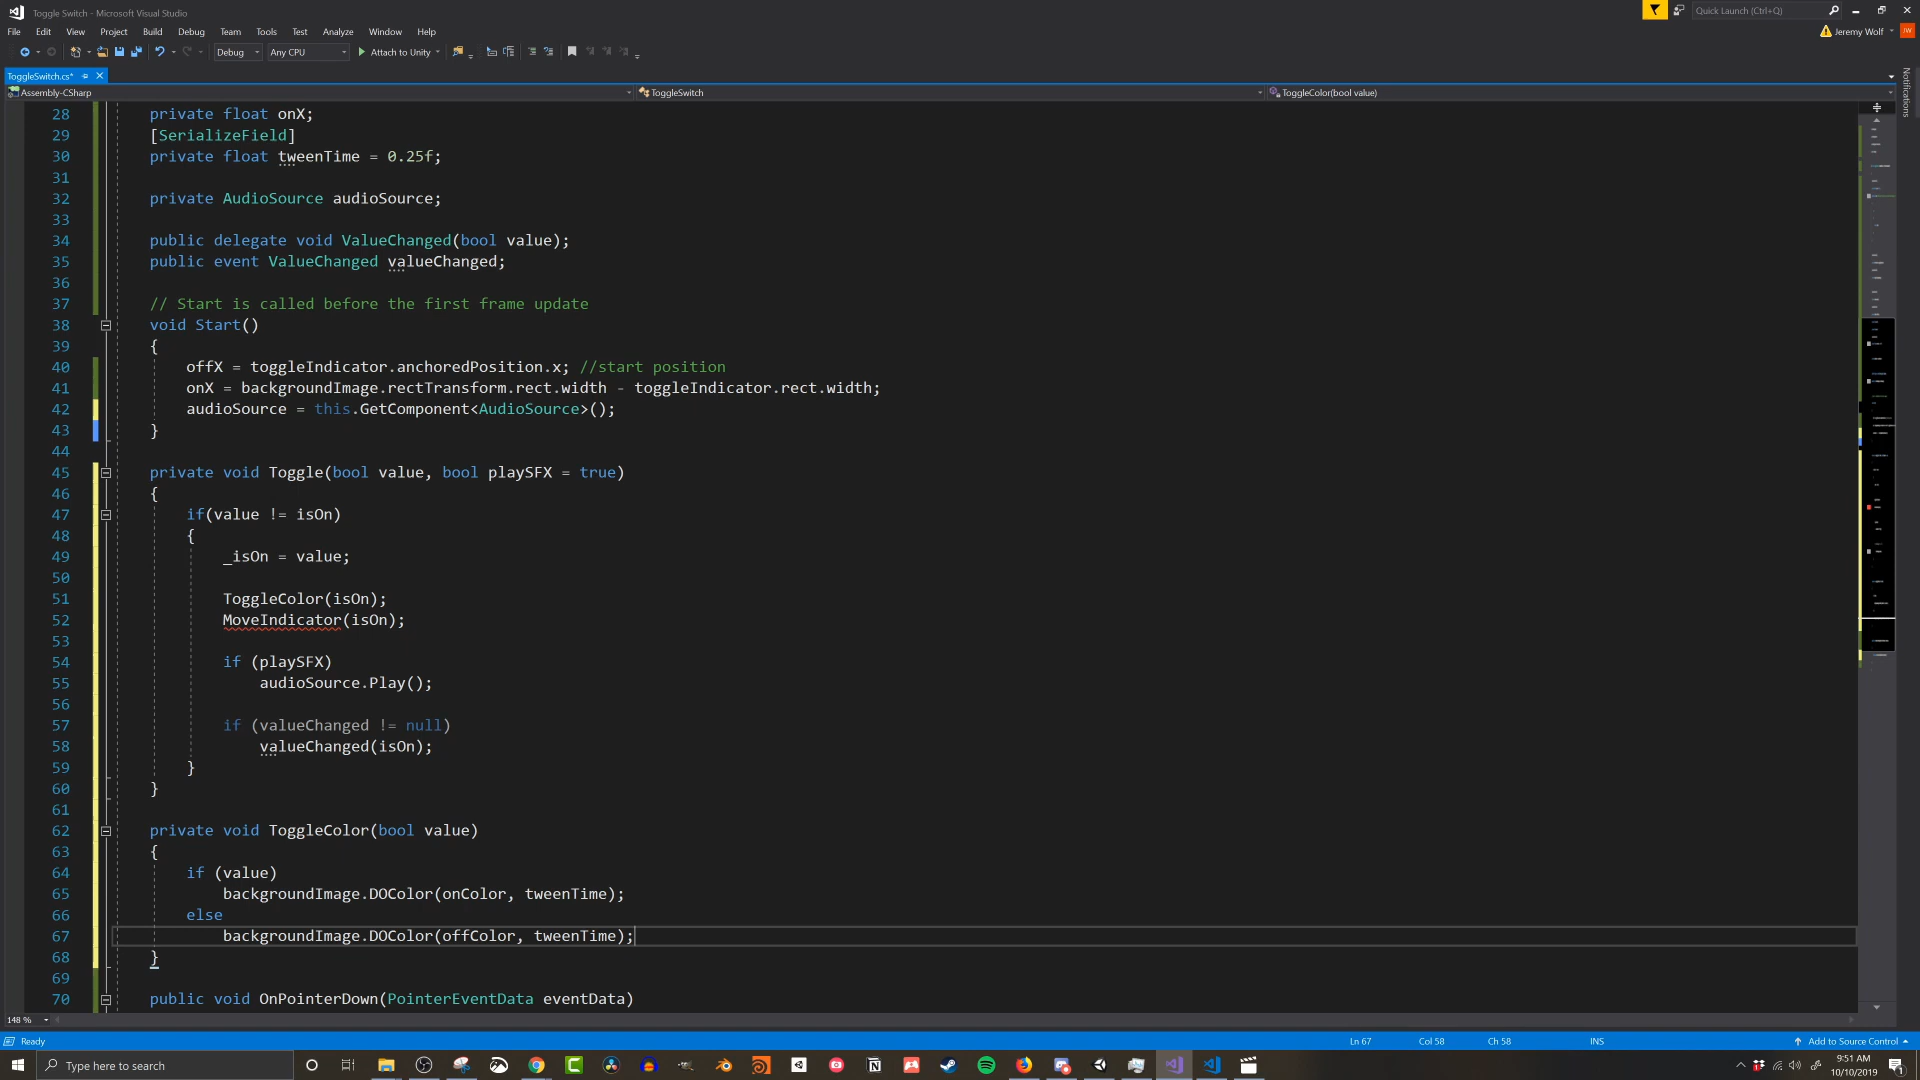 Toggle Switch - Microsoft Visual Studio
Quick Launch (Ctrl+Q)
File Edit View Project Build Debug Team Tools Test Analyze Window Help
Jeremy Wolf JW
Debug Any CPU Attach to Unity
ToggleSwitch.cs*
Notifications
Assembly-CSharp ToggleSwitch ToggleColor(bool value)
28 private float onX;
29 [SerializeField]
30 private float tweenTime = 0.25f;
31
32 private AudioSource audioSource;
33
34 public delegate void ValueChanged(bool value);
35 public event ValueChanged valueChanged;
36
37 // Start is called before the first frame update
38 void Start()
39 {
40 offX = toggleIndicator.anchoredPosition.x; //start position
41 onX = backgroundImage.rectTransform.rect.width - toggleIndicator.rect.width;
42 audioSource = this.GetComponent<AudioSource>();
43 }
44
45 private void Toggle(bool value, bool playSFX = true)
46 {
47 if(value != isOn)
48 {
49 _isOn = value;
50
51 ToggleColor(isOn);
52 MoveIndicator(isOn);
53
54 if (playSFX)
55 audioSource.Play();
56
57 if (valueChanged != null)
58 valueChanged(isOn);
59 }
60 }
61
62 private void ToggleColor(bool value)
63 {
64 if (value)
65 backgroundImage.DOColor(onColor, tweenTime);
66 else
67 backgroundImage.DOColor(offColor, tweenTime);
68 }
69
70 public void OnPointerDown(PointerEventData eventData)
148 %
Ready Ln 67 Col 58 Ch 58 INS Add to Source Control
Type here to search
9:51 AM
10/10/2019